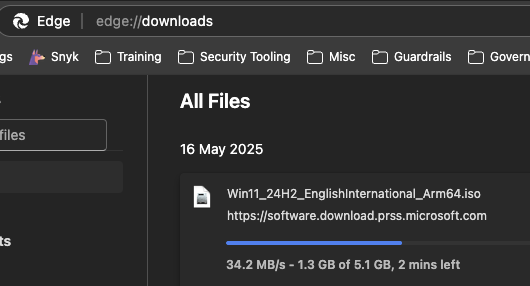 Edge edge://downloads
gs Snyk Training Security Tooling Misc Guardrails Govern
All Files
files
16 May 2025
Win11_24H2_EnglishInternational_Arm64.iso
https://software.download.prss.microsoft.com
ts
34.2 MB/s - 1.3 GB of 5.1 GB, 2 mins left